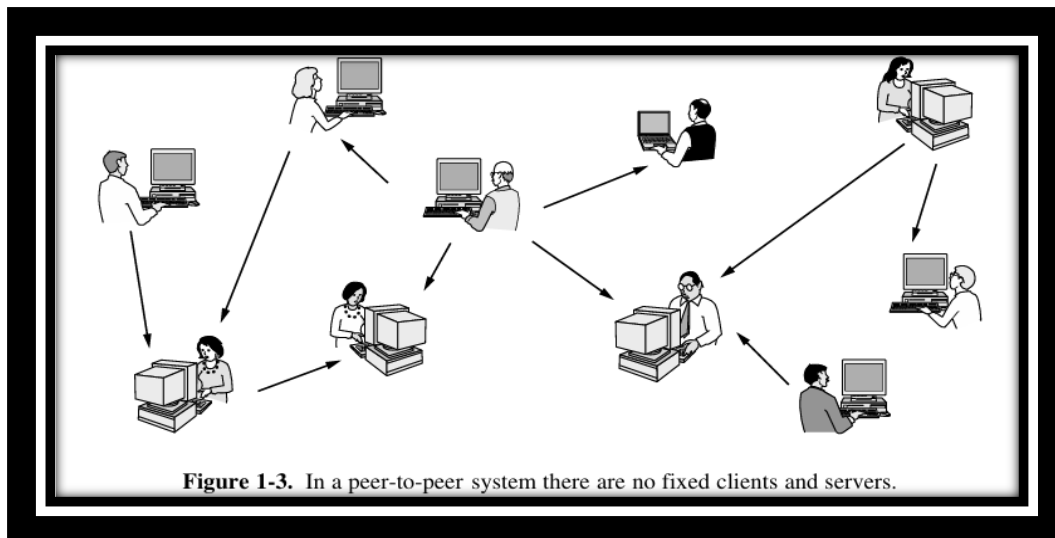 Figure 1-3. In a peer-to-peer system there are no fixed clients and servers.